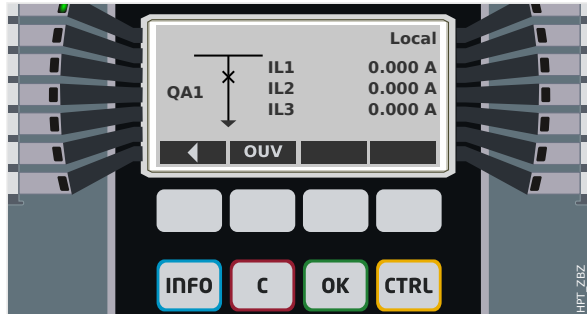 Local
IL1 0.000 A
QA1 IL2 0.000 A
IL3 0.000 A
OUV
INFO C OK CTRL
HPT_ZBZ